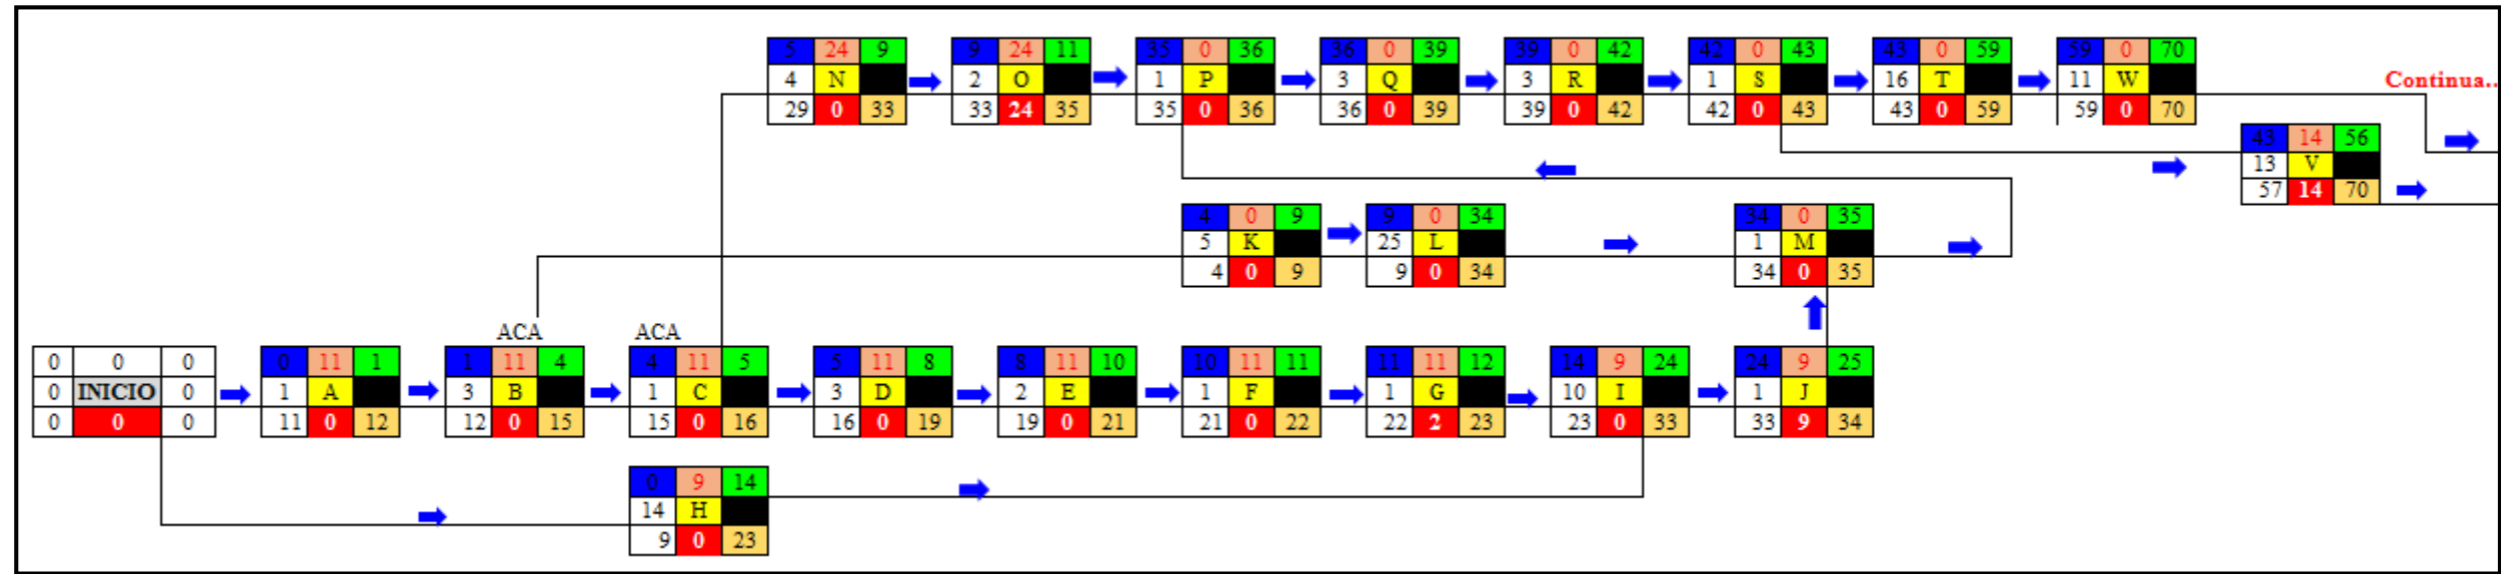 5 24 9 9 24 11 35 0 36 36 0 39 39 0 42 42 0 43 43 0 59 59 0 70
4 N 2 O 1 P 3 Q 3 R 1 S 16 T 11 W Continua..
29 0 33 33 24 35 35 0 36 36 0 39 39 0 42 42 0 43 43 0 59 59 0 70
43 14 56
13 V
57 14 70
4 0 9 9 0 34 34 0 35
5 K 25 L 1 M
4 0 9 9 0 34 34 0 35
ACA ACA
0 0 0 0 11 1 1 11 4 4 11 5 5 11 8 8 11 10 10 11 11 11 11 12 14 9 24 24 9 25
0 INICIO 0 1 A 3 B 1 C 3 D 2 E 1 F 1 G 10 I 1 J
0 0 0 11 0 12 12 0 15 15 0 16 16 0 19 19 0 21 21 0 22 22 2 23 23 0 33 33 9 34
0 9 14
14 H
9 0 23